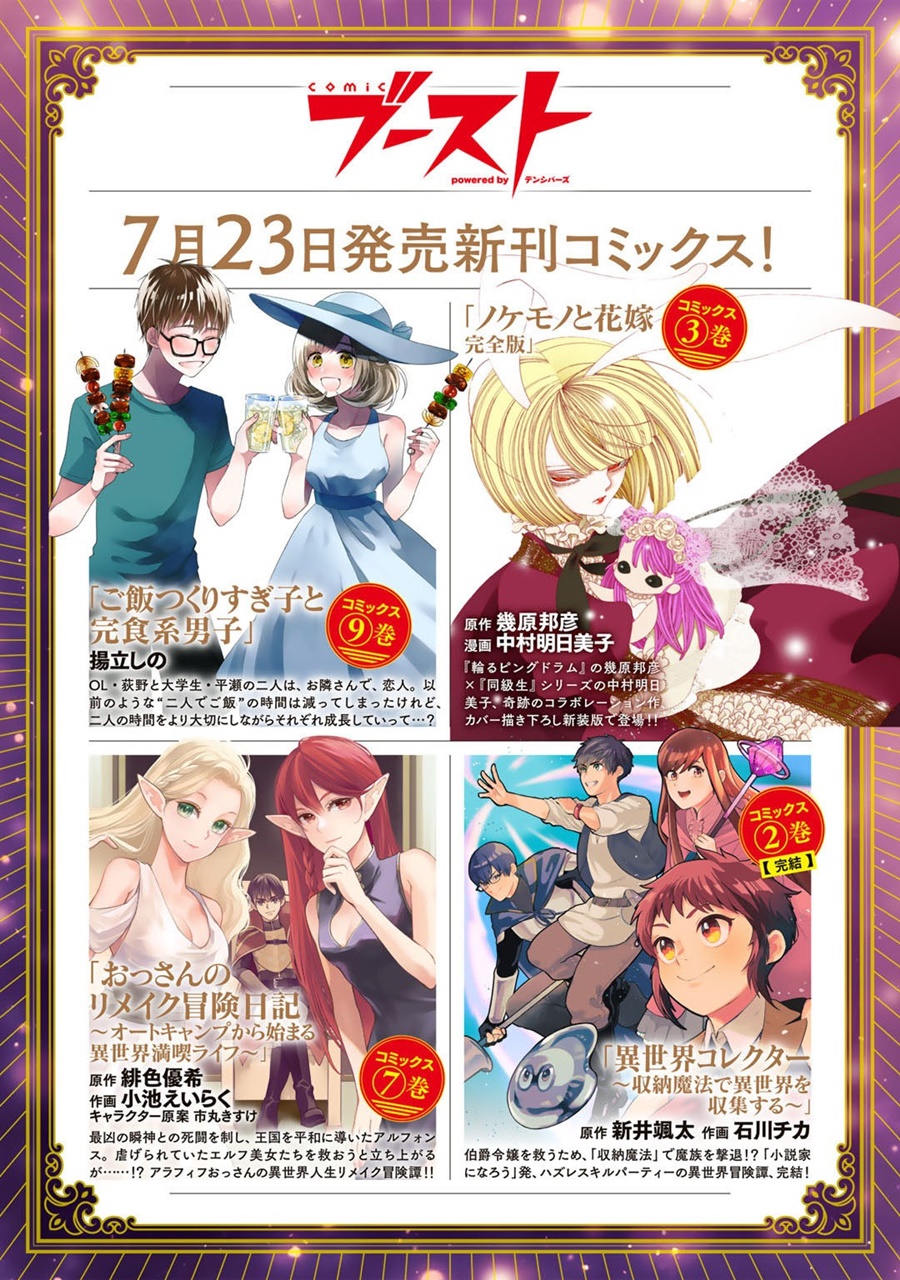 comic
ブースト
powered by デンシバーズ
7月23日発売新刊コミックス!
「ご飯つくりすぎ子と
完食系男子」
コミックス
⑨巻
揚立しの
OL・荻野と大学生・平瀬の二人は、お隣さんで、恋人。以
前のような“二人でご飯”の時間は減ってしまったけれど、
二人の時間をより大切にしながらそれぞれ成長していって…?
「ノケモノと花嫁
完全版」
コミックス
③巻
原作 幾原邦彦
漫画 中村明日美子
『輪るピングドラム』の幾原邦彦
×『同級生』シリーズの中村明日
美子、奇跡のコラボレーション作
カバー描き下ろし新装版で登場!!
「おっさんの
リメイク冒険日記
～オートキャンプから始まる
異世界満喫ライフ～」
コミックス
⑦巻
原作 緋色優希
作画 小池えいらく
キャラクター原案 市丸きすけ
最凶の瞬神との死闘を制し、王国を平和に導いたアルフォン
ス。虐げられていたエルフ美女たちを救おうと立ち上がる
が……!? アラフィフおっさんの異世界人生リメイク冒険譚!!
コミックス
②巻
【完結】
「異世界コレクター
～収納魔法で異世界を
収集する～」
原作 新井颯太 作画 石川チカ
伯爵令嬢を救うため、「収納魔法」で魔族を撃退!? 「小説家
になろう」発、ハズレスキルパーティーの異世界冒険譚、完結!